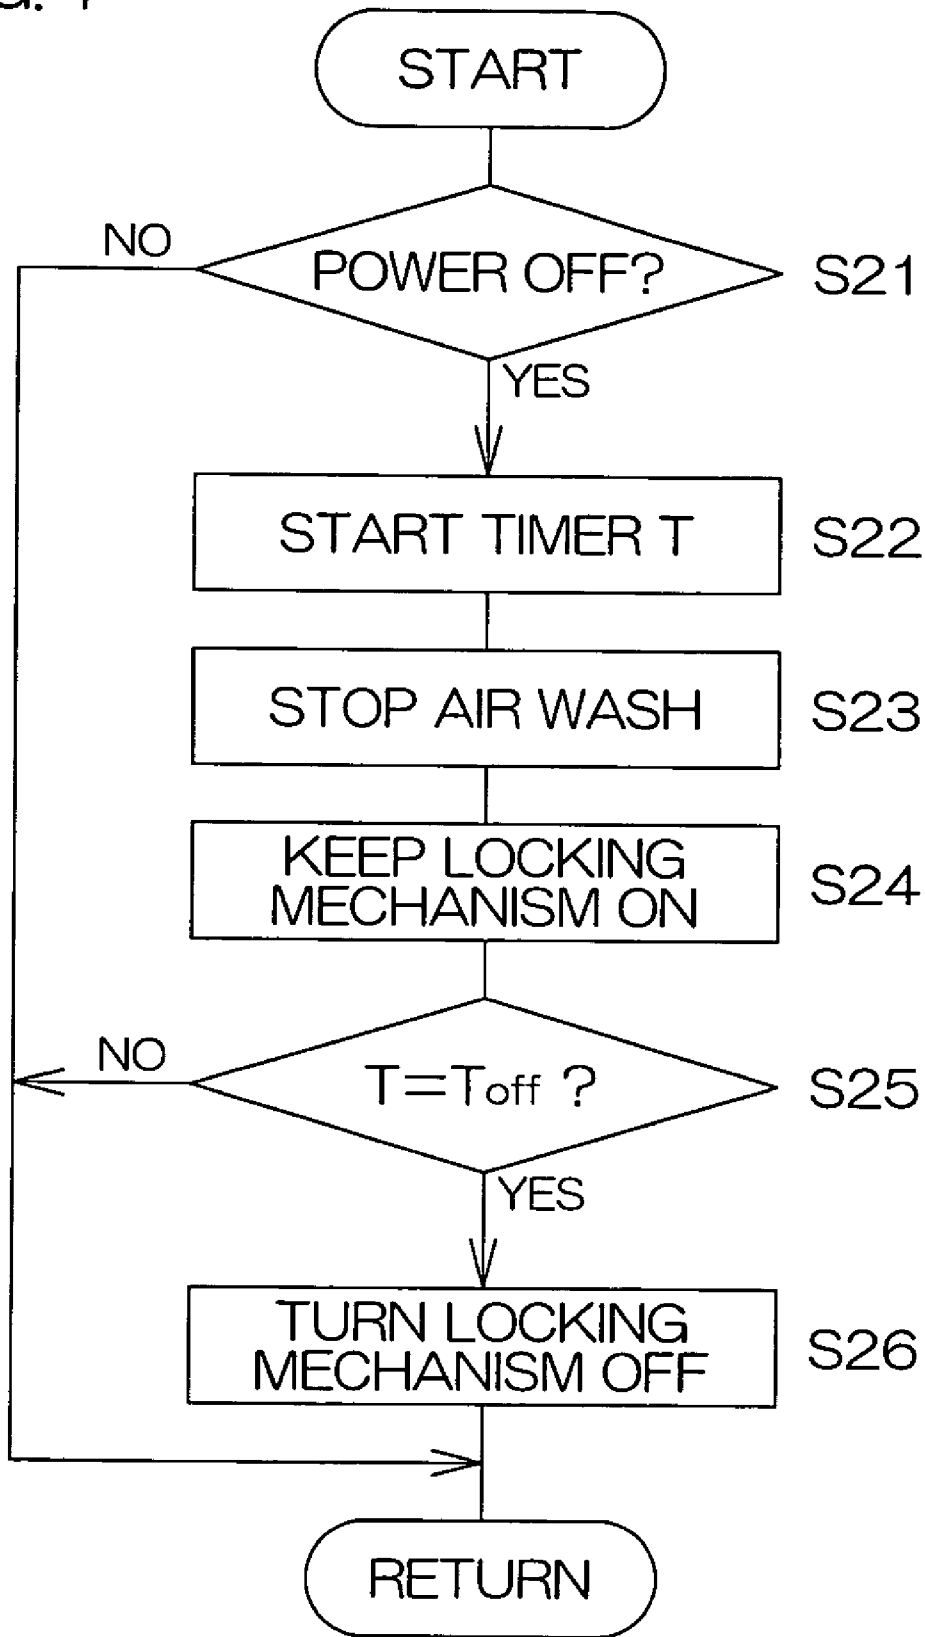 START
NO
POWER OFF?
S21
YES
START TIMER T
S22
STOP AIR WASH
S23
KEEP LOCKING
MECHANISM ON
S24
NO
T=Toff ?
S25
YES
TURN LOCKING
MECHANISM OFF
S26
RETURN